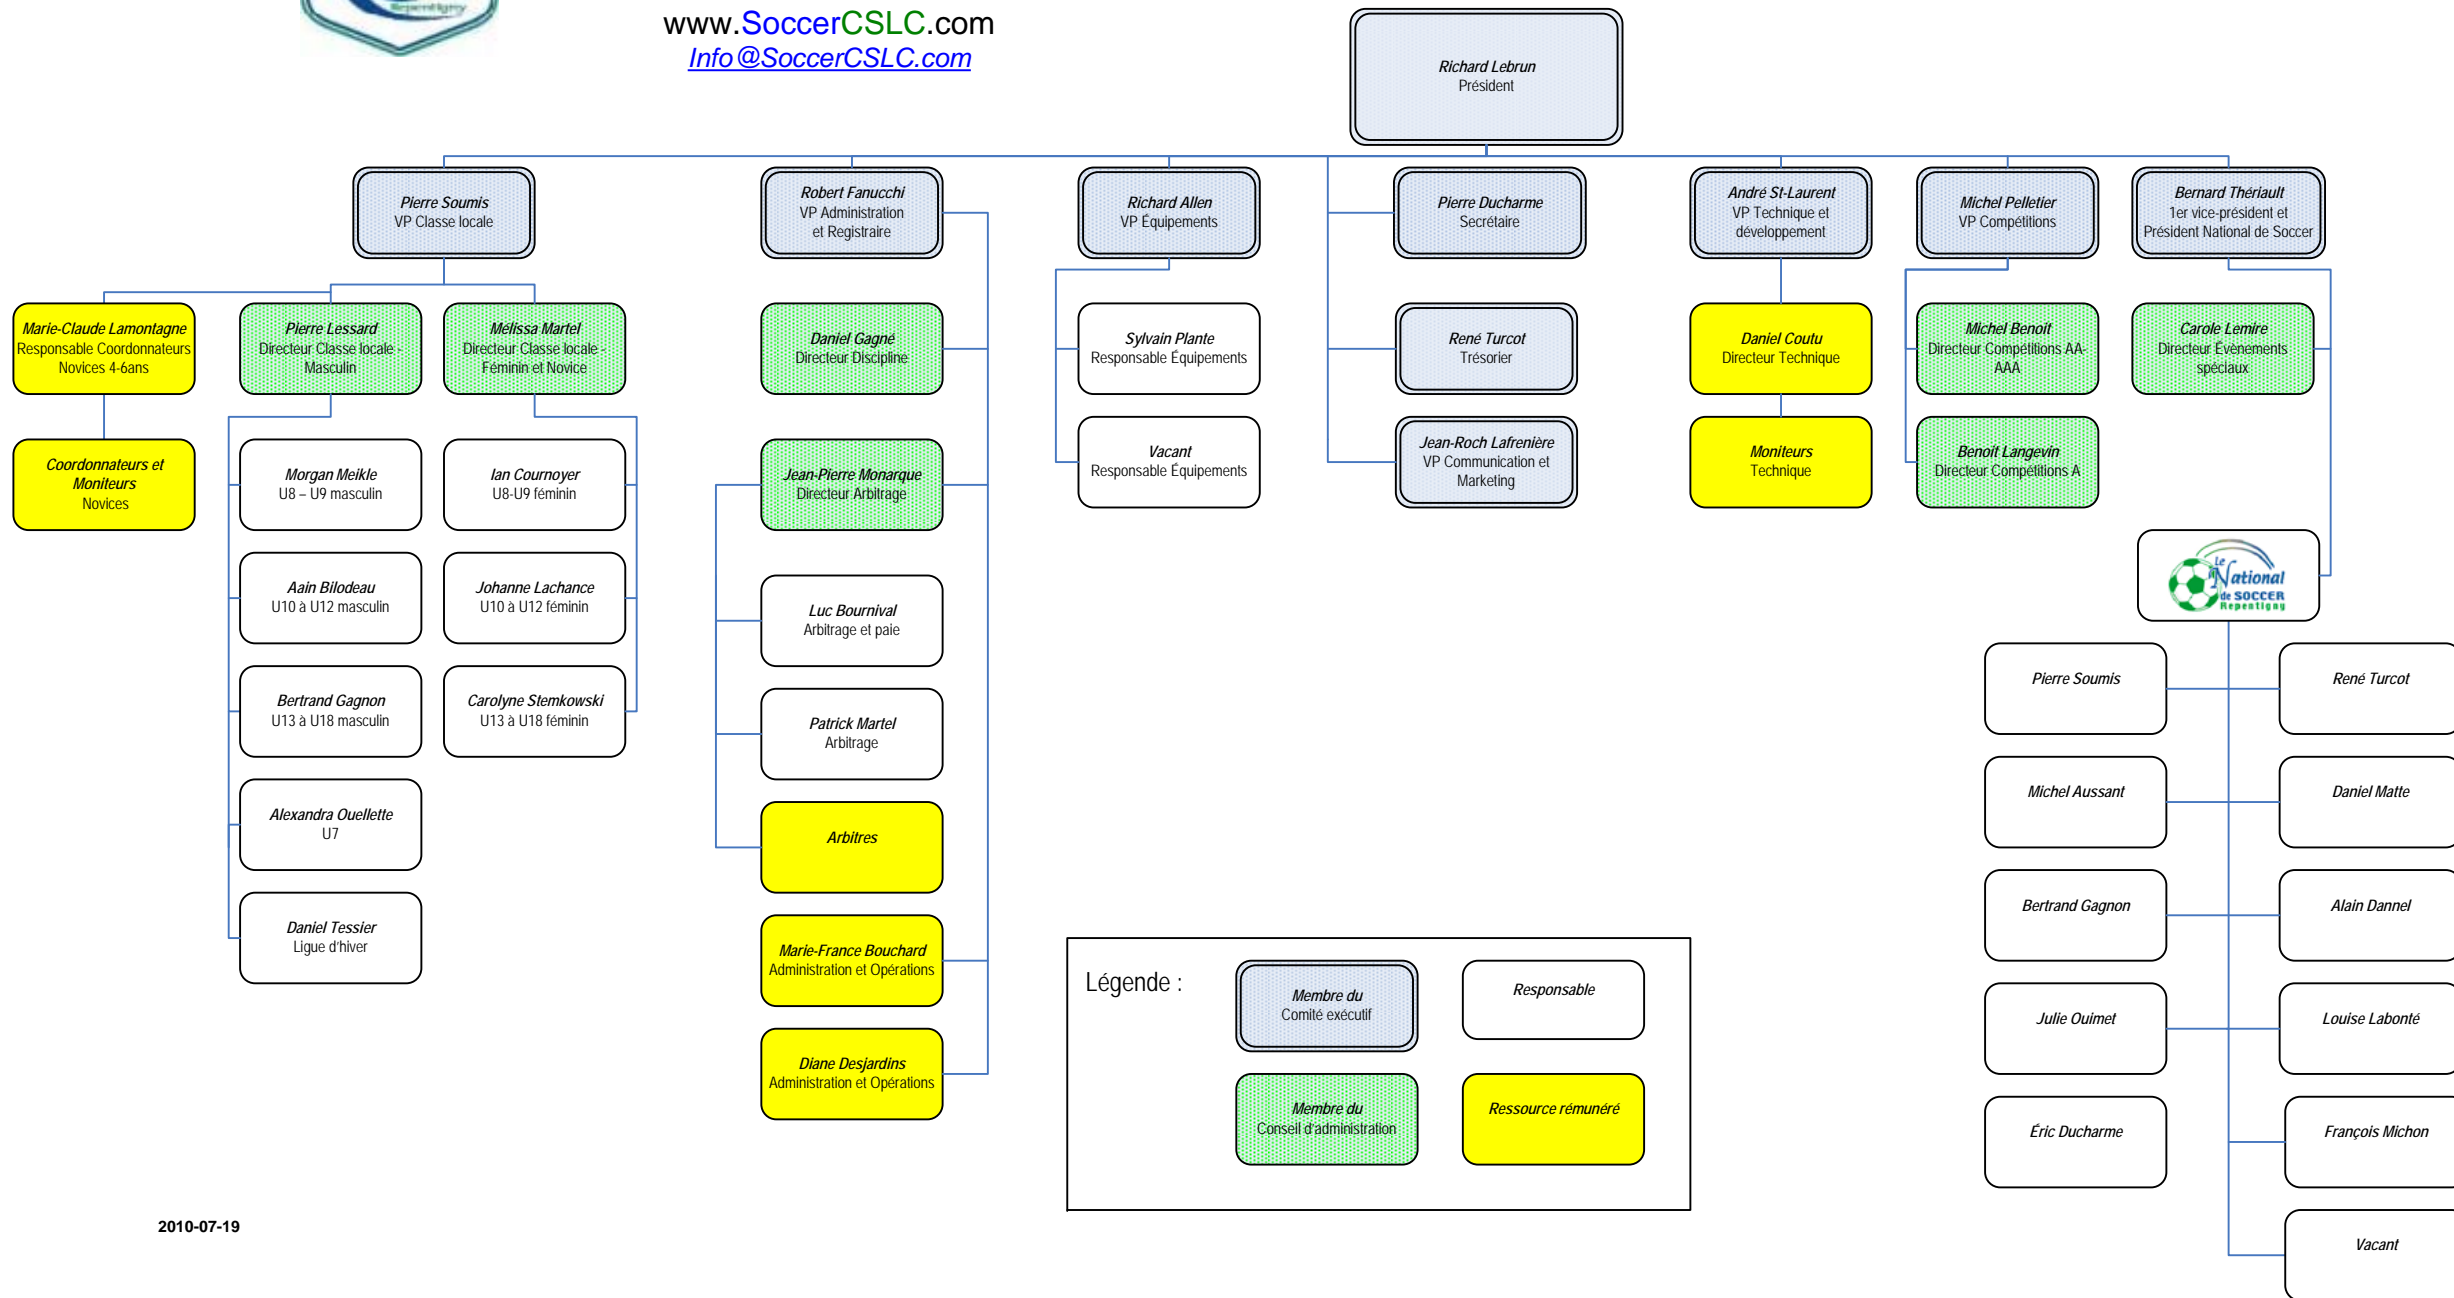 Repentigny
www.SoccerCSLC.com
Info@SoccerCSLC.com
Richard Lebrun
Président
Pierre Soumis
VP Classe locale
Robert Fanucchi
VP Administration
et Registraire
Richard Allen
VP Équipements
Pierre Ducharme
Secrétaire
André St-Laurent
VP Technique et
développement
Michel Pelletier
VP Compétitions
Bernard Thériault
1er vice-président et
Président National de Soccer
Marie-Claude Lamontagne
Responsable Coordonnateurs
Novices 4-6ans
Pierre Lessard
Directeur Classe locale -
Masculin
Mélissa Martel
Directeur Classe locale -
Féminin et Novice
Daniel Gagné
Directeur Discipline
Sylvain Plante
Responsable Équipements
René Turcot
Trésorier
Daniel Coutu
Directeur Technique
Michel Benoit
Directeur Compétitions AA-
AAA
Carole Lemire
Directeur Évènements
spéciaux
Coordonnateurs et
Moniteurs
Novices
Morgan Meikle
U8 – U9 masculin
Ian Cournoyer
U8-U9 féminin
Jean-Pierre Monarque
Directeur Arbitrage
Vacant
Responsable Équipements
Jean-Roch Lafrenière
VP Communication et
Marketing
Moniteurs
Technique
Benoit Langevin
Directeur Compétitions A
Aain Bilodeau
U10 à U12 masculin
Johanne Lachance
U10 à U12 féminin
Luc Bournival
Arbitrage et paie
Le
National
de SOCCER
Repentigny
Bertrand Gagnon
U13 à U18 masculin
Carolyne Stemkowski
U13 à U18 féminin
Patrick Martel
Arbitrage
Pierre Soumis
René Turcot
Alexandra Ouellette
U7
Arbitres
Michel Aussant
Daniel Matte
Daniel Tessier
Ligue d'hiver
Marie-France Bouchard
Administration et Opérations
Bertrand Gagnon
Alain Dannel
Diane Desjardins
Administration et Opérations
Julie Ouimet
Louise Labonté
Éric Ducharme
François Michon
Vacant
Légende :
Membre du
Comité exécutif
Responsable
Membre du
Conseil d'administration
Ressource rémunéré
2010-07-19